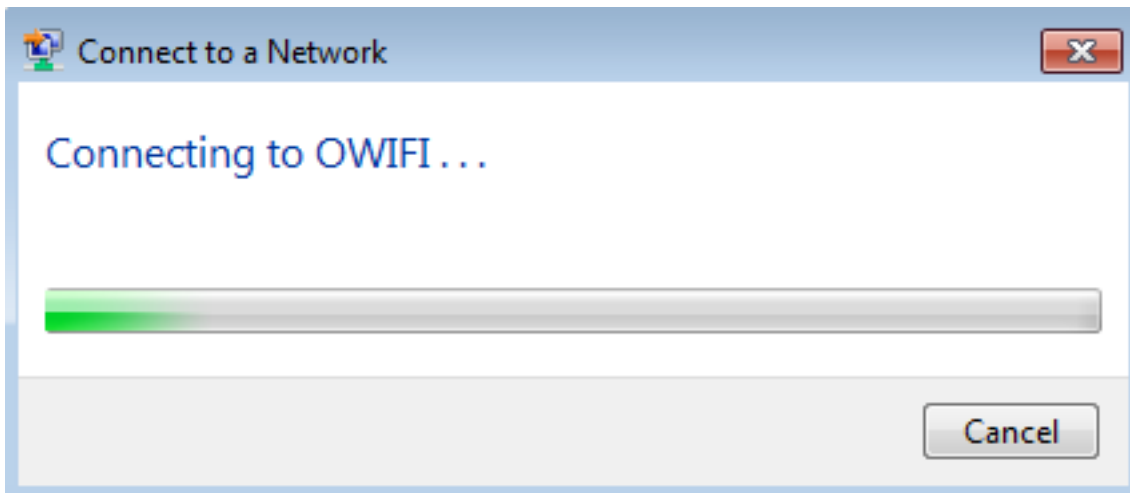 Connect to a Network
Connecting to OWIFI . . .
Cancel